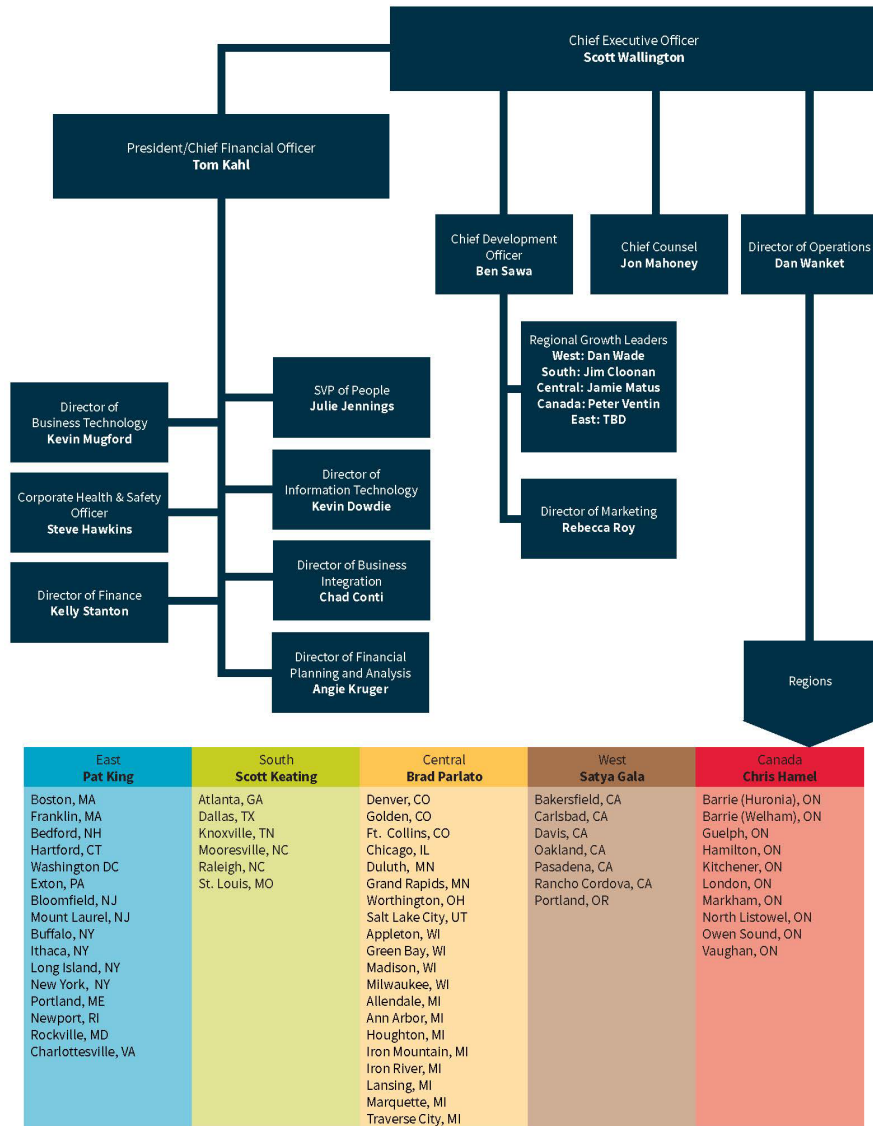 Chief Executive Officer
Scott Wallington
President/Chief Financial Officer
Tom Kahl
Chief Development
Officer
Ben Sawa
Chief Counsel
Jon Mahoney
Director of Operations
Dan Wanket
Regional Growth Leaders
West: Dan Wade
South: Jim Cloonan
Central: Jamie Matus
Canada: Peter Ventin
East: TBD
Director of Marketing
Rebecca Roy
SVP of People
Julie Jennings
Director of
Business Technology
Kevin Mugford
Director of
Information Technology
Kevin Dowdie
Corporate Health & Safety
Officer
Steve Hawkins
Director of Business
Integration
Chad Conti
Director of Finance
Kelly Stanton
Director of Financial
Planning and Analysis
Angie Kruger
Regions
East
Pat King
Boston, MA
Franklin, MA
Bedford, NH
Hartford, CT
Washington DC
Exton, PA
Bloomfield, NJ
Mount Laurel, NJ
Buffalo, NY
Ithaca, NY
Long Island, NY
New York, NY
Portland, ME
Newport, RI
Rockville, MD
Charlottesville, VA
South
Scott Keating
Atlanta, GA
Dallas, TX
Knoxville, TN
Mooresville, NC
Raleigh, NC
St. Louis, MO
Central
Brad Parlato
Denver, CO
Golden, CO
Ft. Collins, CO
Chicago, IL
Duluth, MN
Grand Rapids, MN
Worthington, OH
Salt Lake City, UT
Appleton, WI
Green Bay, WI
Madison, WI
Milwaukee, WI
Allendale, MI
Ann Arbor, MI
Houghton, MI
Iron Mountain, MI
Iron River, MI
Lansing, MI
Marquette, MI
Traverse City, MI
West
Satya Gala
Bakersfield, CA
Carlsbad, CA
Davis, CA
Oakland, CA
Pasadena, CA
Rancho Cordova, CA
Portland, OR
Canada
Chris Hamel
Barrie (Huronia), ON
Barrie (Welham), ON
Guelph, ON
Hamilton, ON
Kitchener, ON
London, ON
Markham, ON
North Listowel, ON
Owen Sound, ON
Vaughan, ON